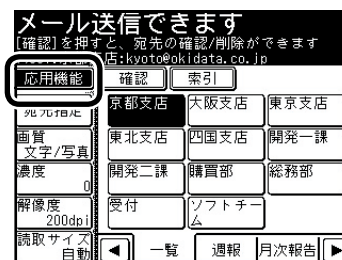 メール送信できます
[確認]を押すと、宛先の確認/削除ができます
店:kyoto@okidata.co.jp
応用機能 確認 索引
宛先指定 京都支店 大阪支店 東京支店
画質 文字/写真 東北支店 四国支店 開発一課
濃度 0 開発二課 購買部 総務部
解像度 200dpi 受付 ソフトチーム
読取サイズ 自動 ◀ 一覧 週報 月次報告 ▶